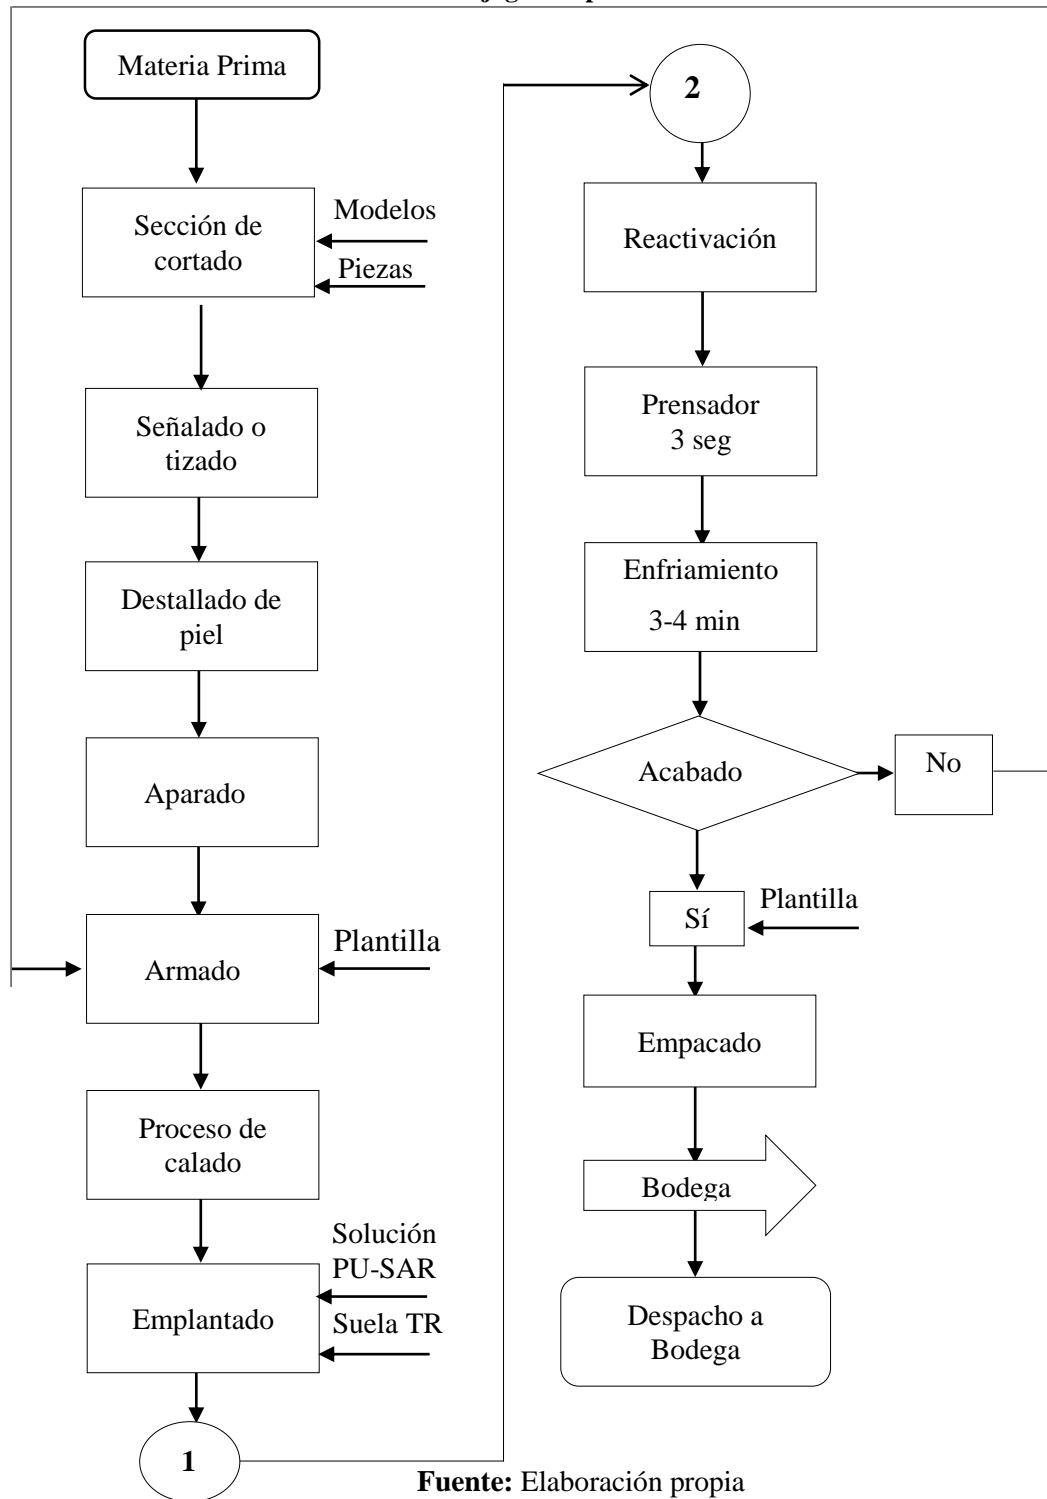 Materia Prima
Sección de
cortado
Modelos
Piezas
Señalado o
tizado
Destallado de
piel
Aparado
Armado
Plantilla
Proceso de
calado
Solución
PU-SAR
Emplantado
Suela TR
1
2
Reactivación
Prensador
3 seg
Enfriamiento
3-4 min
Acabado
No
Sí
Plantilla
Empacado
Bodega
Despacho a
Bodega
Fuente: Elaboración propia